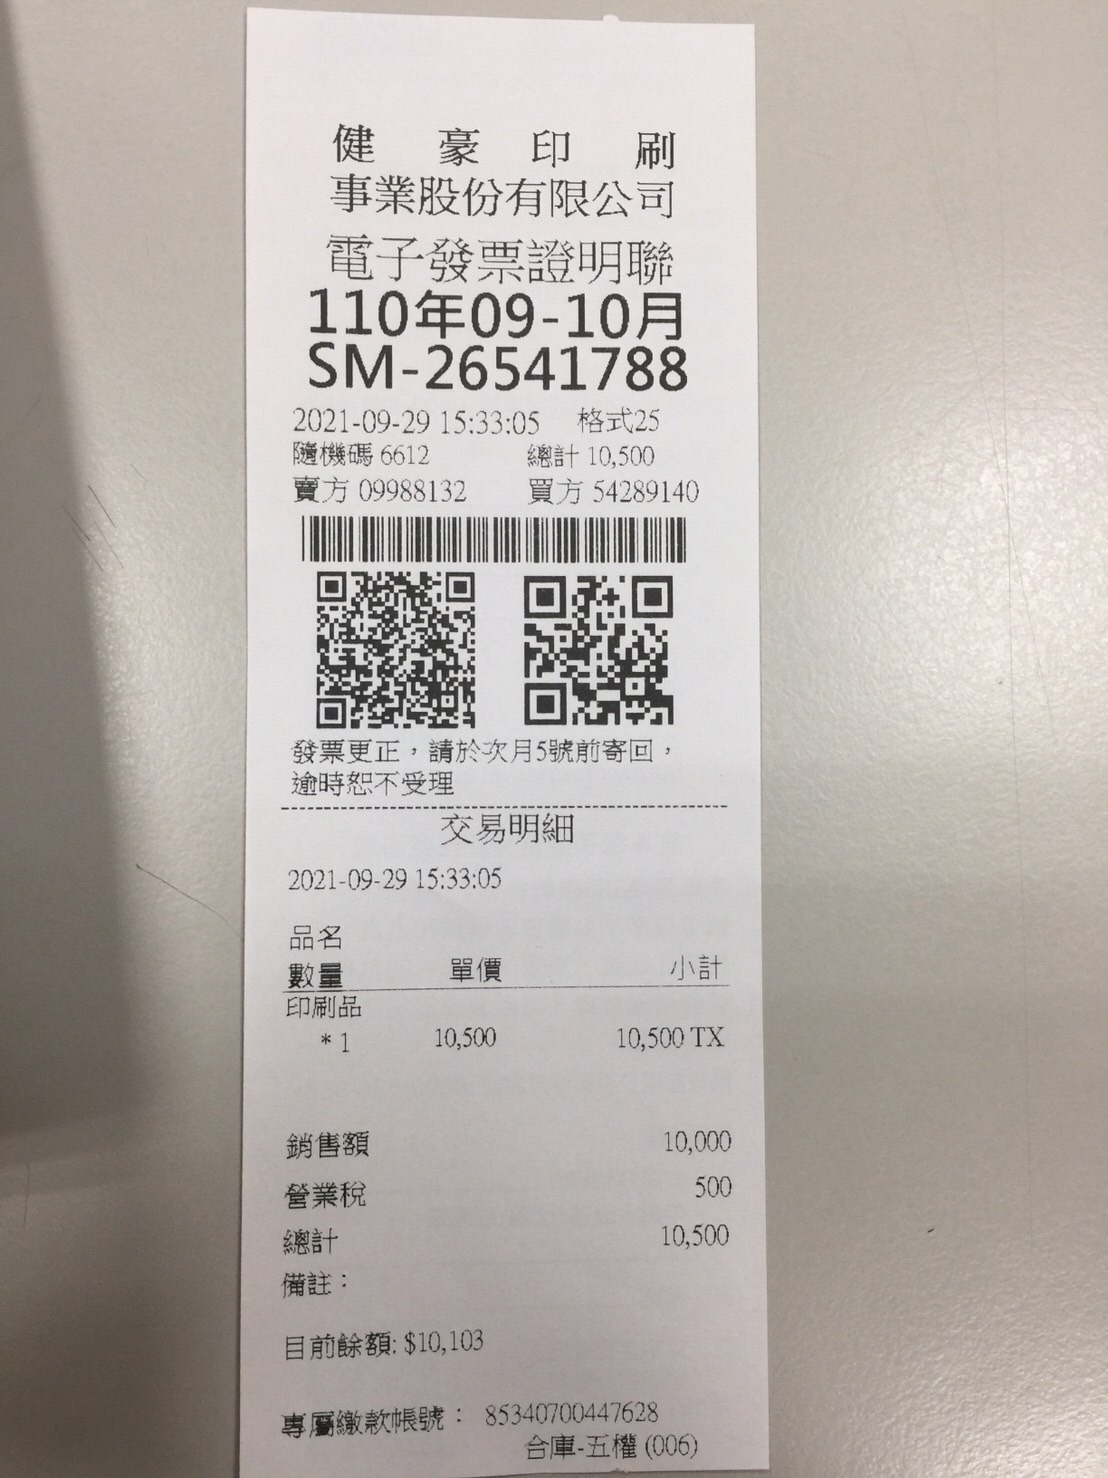 健豪印刷
事業股份有限公司
電子發票證明聯
110年09-10月
SM-26541788
2021-09-29 15:33:05 格式25
隨機碼 6612 總計 10,500
賣方 09988132 買方 54289140
發票更正，請於次月5號前寄回，
逾時恕不受理
交易明細
2021-09-29 15:33:05
品名
數量 單價 小計
印刷品
* 1 10,500 10,500 TX
銷售額 10,000
營業稅 500
總計 10,500
備註：
目前餘額: $10,103
專屬繳款帳號： 85340700447628
合庫-五權 (006)